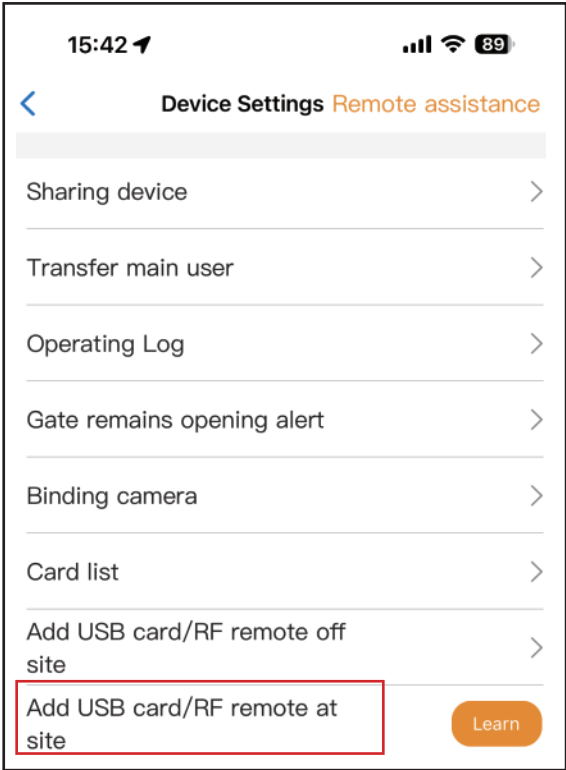 15:42
89
Device Settings Remote assistance
Sharing device
Transfer main user
Operating Log
Gate remains opening alert
Binding camera
Card list
Add USB card/RF remote off
site
Add USB card/RF remote at
site
Learn